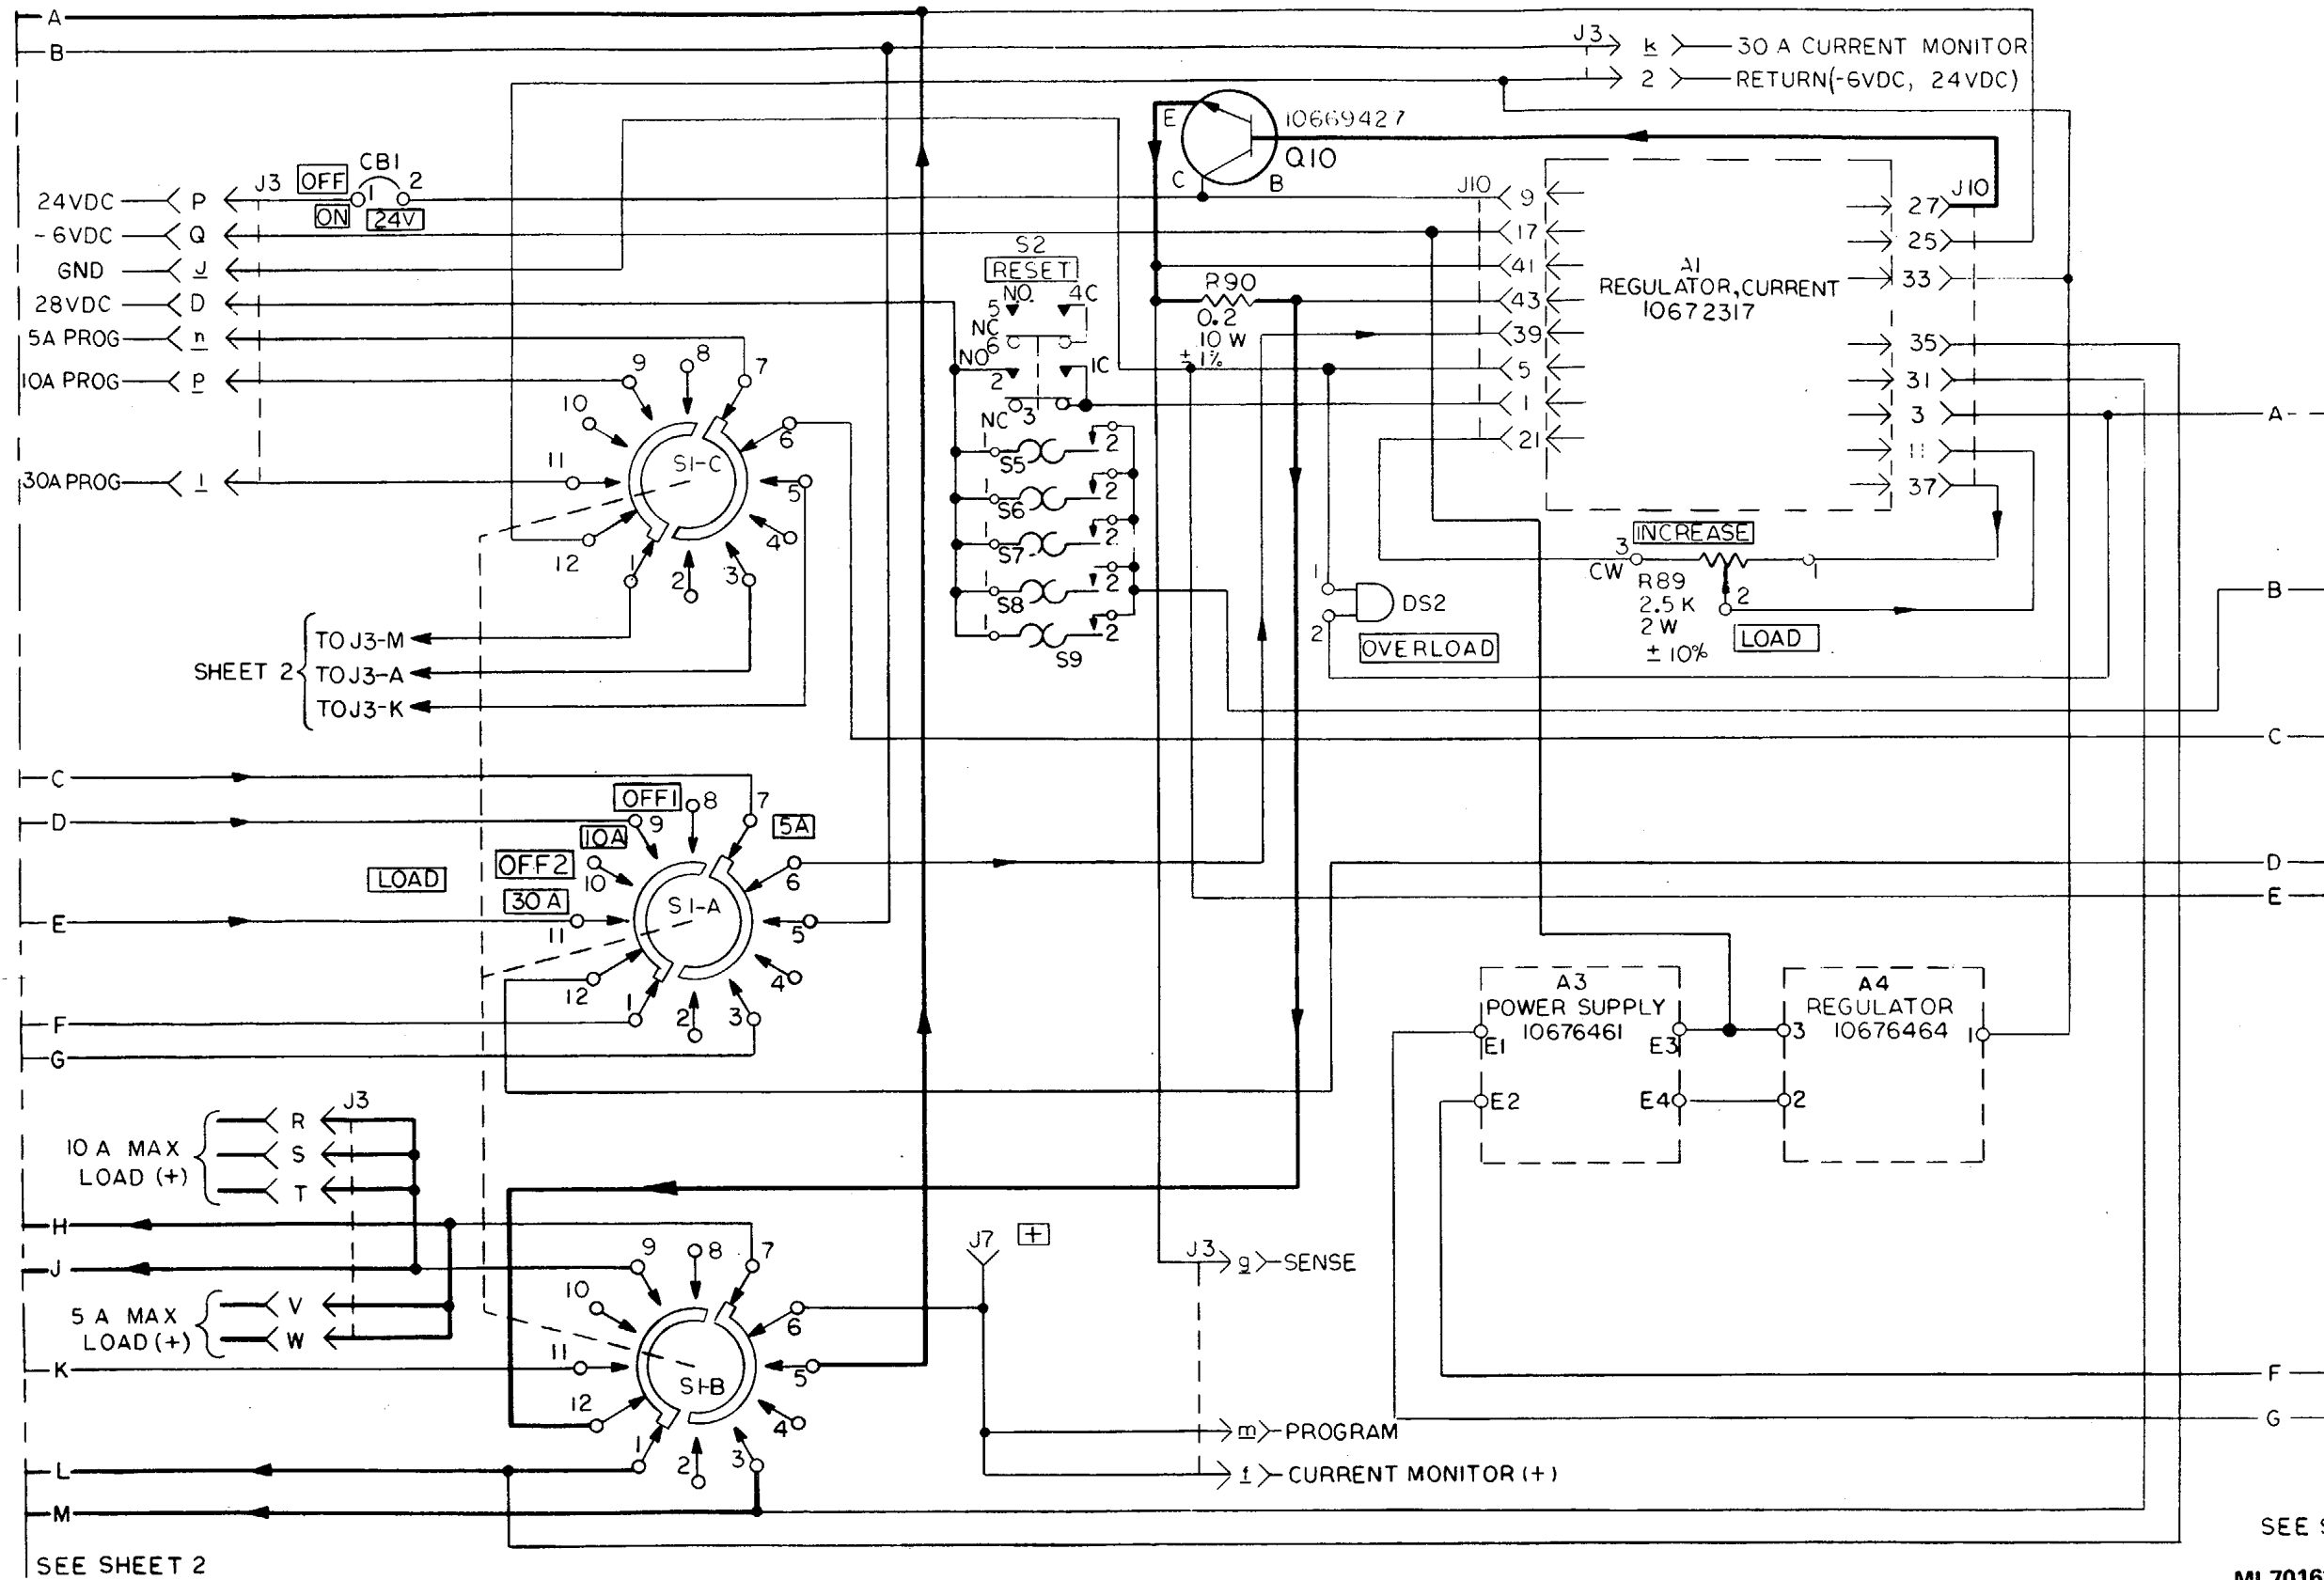 A
B
J3 k 30 A CURRENT MONITOR
2 RETURN(-6VDC, 24VDC)
E 10669427
Q10
C B
CB1
J3 OFF 1 2
24VDC P
ON 24V
-6VDC Q
GND J
28VDC D
5A PROG n
10A PROG P
30A PROG l
S2
RESET
NO. 4C
5
NC
6
NO 1C
2
3
NC
1 S5 2
1 S6 2
1 S7 2
1 S8 2
1 S9 2
R90
0.2
10 W
± 1%
J10 9
17
41
43
39
5
1
21
A1
REGULATOR, CURRENT
10672317
27 J10
25
33
35
31
3
11
37
A
INCREASE
3
CW 1
R89 2
2.5 K
2 W
± 10%
LOAD
1
DS2
2
OVERLOAD
B
C
9 8 7
10 6
11 S1-C 5
12 4
1 2 3
SHEET 2
TO J3-M
TO J3-A
TO J3-K
C
D
E
F
G
LOAD
OFF1 8 7
9 5A
10A
OFF2 6
10
30 A S1-A
11 5
12 4
1 2 3
D
E
A3
POWER SUPPLY
10676461
E1 E3
E2 E4
A4
REGULATOR
3 10676464 1
2
10 A MAX
LOAD (+)
J3
R
S
T
H
J
5 A MAX
LOAD (+)
V
W
K
L
M
9 8 7
10 6
11 5
S1-B
12 4
1 2 3
J7 +
J3 g SENSE
m PROGRAM
f CURRENT MONITOR (+)
F
G
SEE SHEET 2
SEE